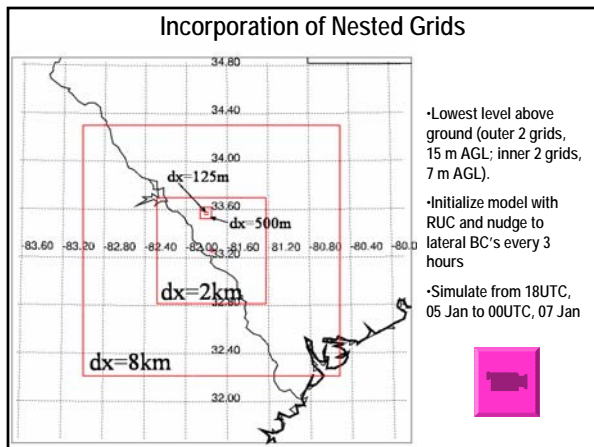 Incorporation of Nested Grids
34.80
34.40
34.00
dx=125m
33.60
dx=500m
-83.60 -83.20 -82.80 -82.40 -82.00 -81.60 -81.20 -80.80 -80.40 -80.0
33.20
dx=2km
32.80
dx=8km
32.40
32.00
•Lowest level above
ground (outer 2 grids,
15 m AGL; inner 2 grids,
7 m AGL).
•Initialize model with
RUC and nudge to
lateral BC's every 3
hours
•Simulate from 18UTC,
05 Jan to 00UTC, 07 Jan